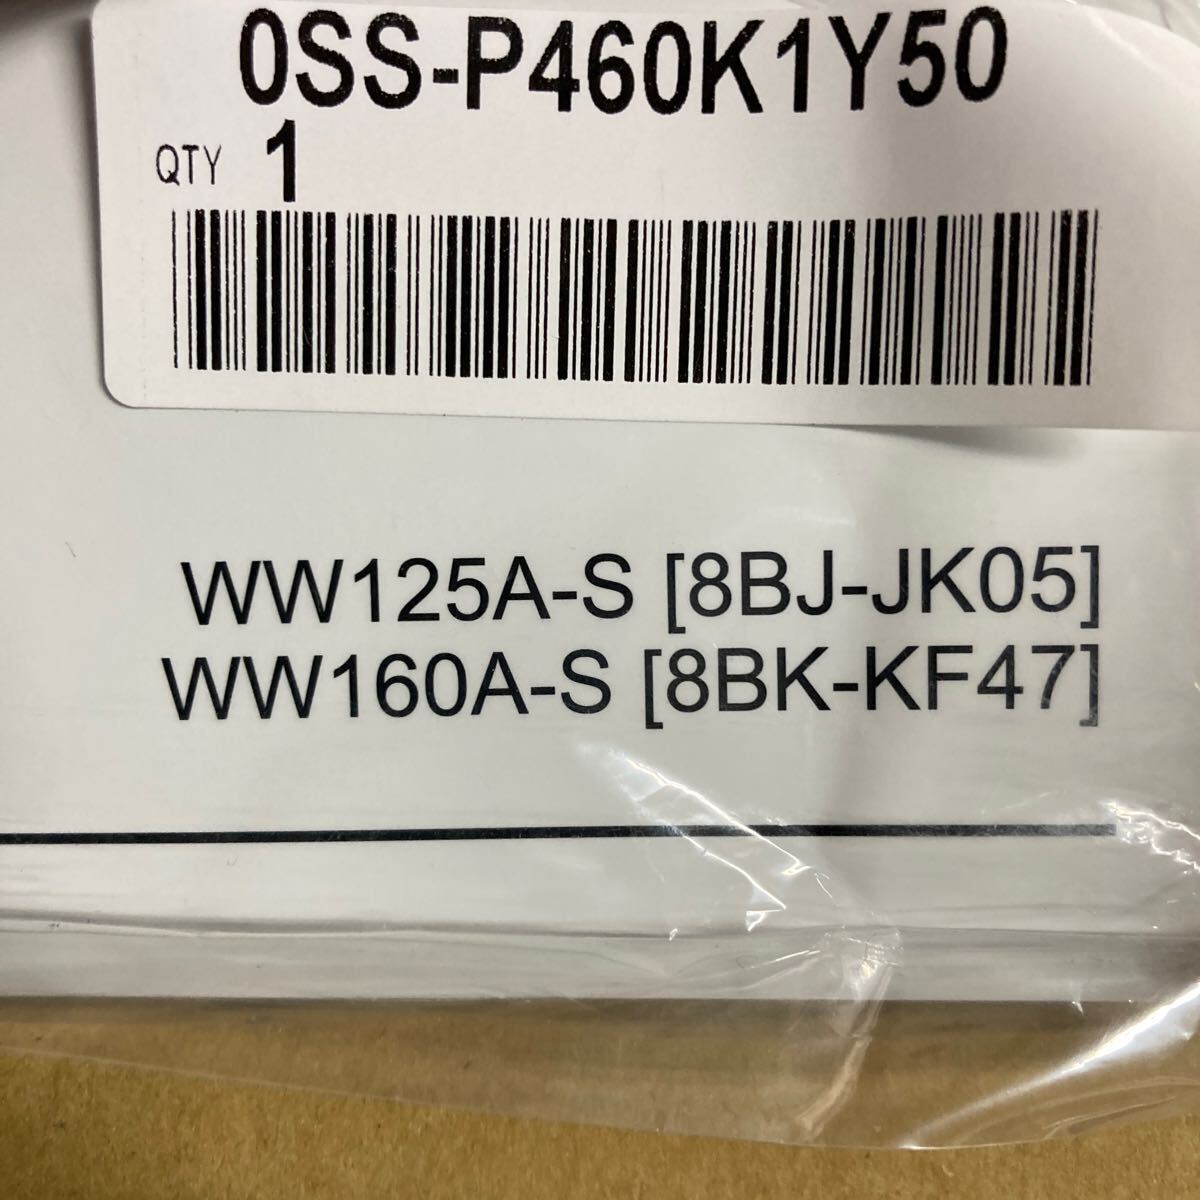 0SS-P460K1Y50
QTY 1
WW125A-S [8BJ-JK05]
WW160A-S [8BK-KF47]